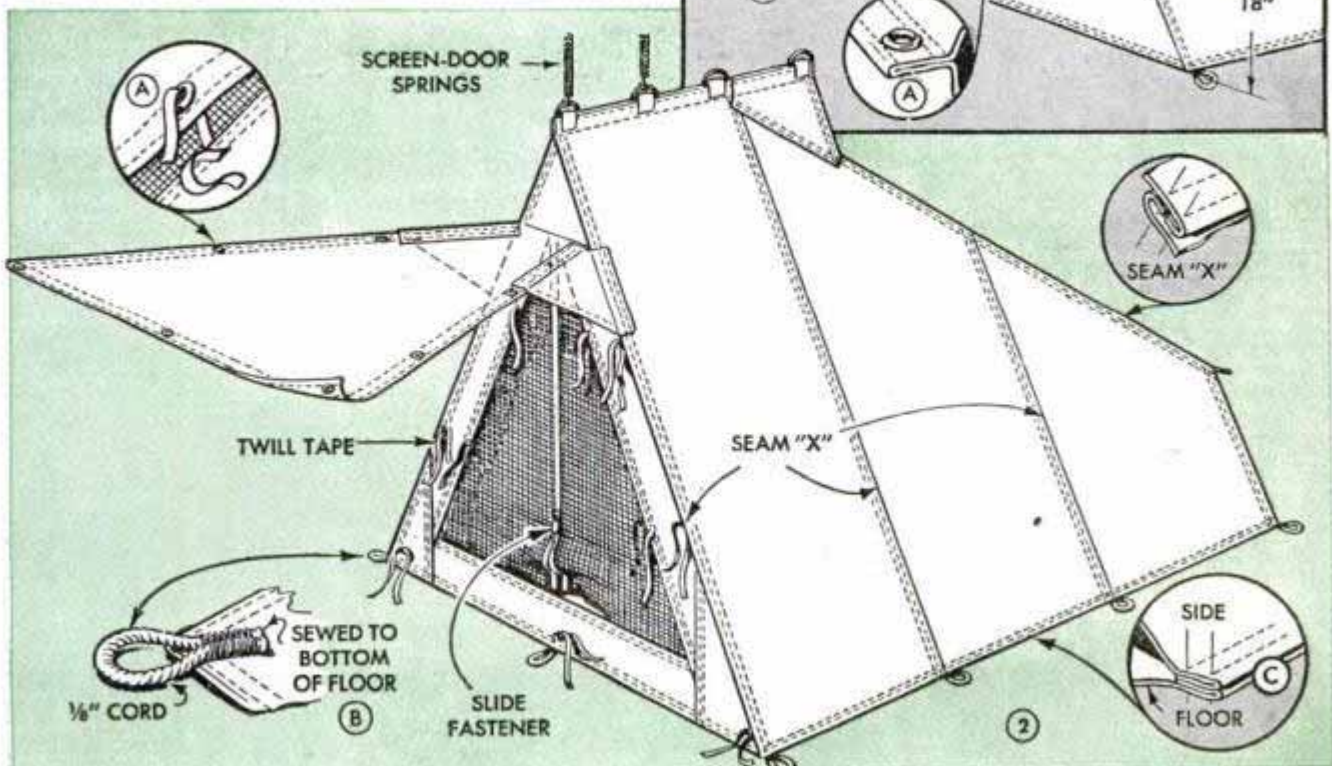 18"
A
A
SCREEN-DOOR
SPRINGS
SEAM "X"
TWILL TAPE
SEAM "X"
SEWED TO
BOTTOM
OF FLOOR
⅛" CORD
B
SLIDE
FASTENER
2
SIDE
C
FLOOR